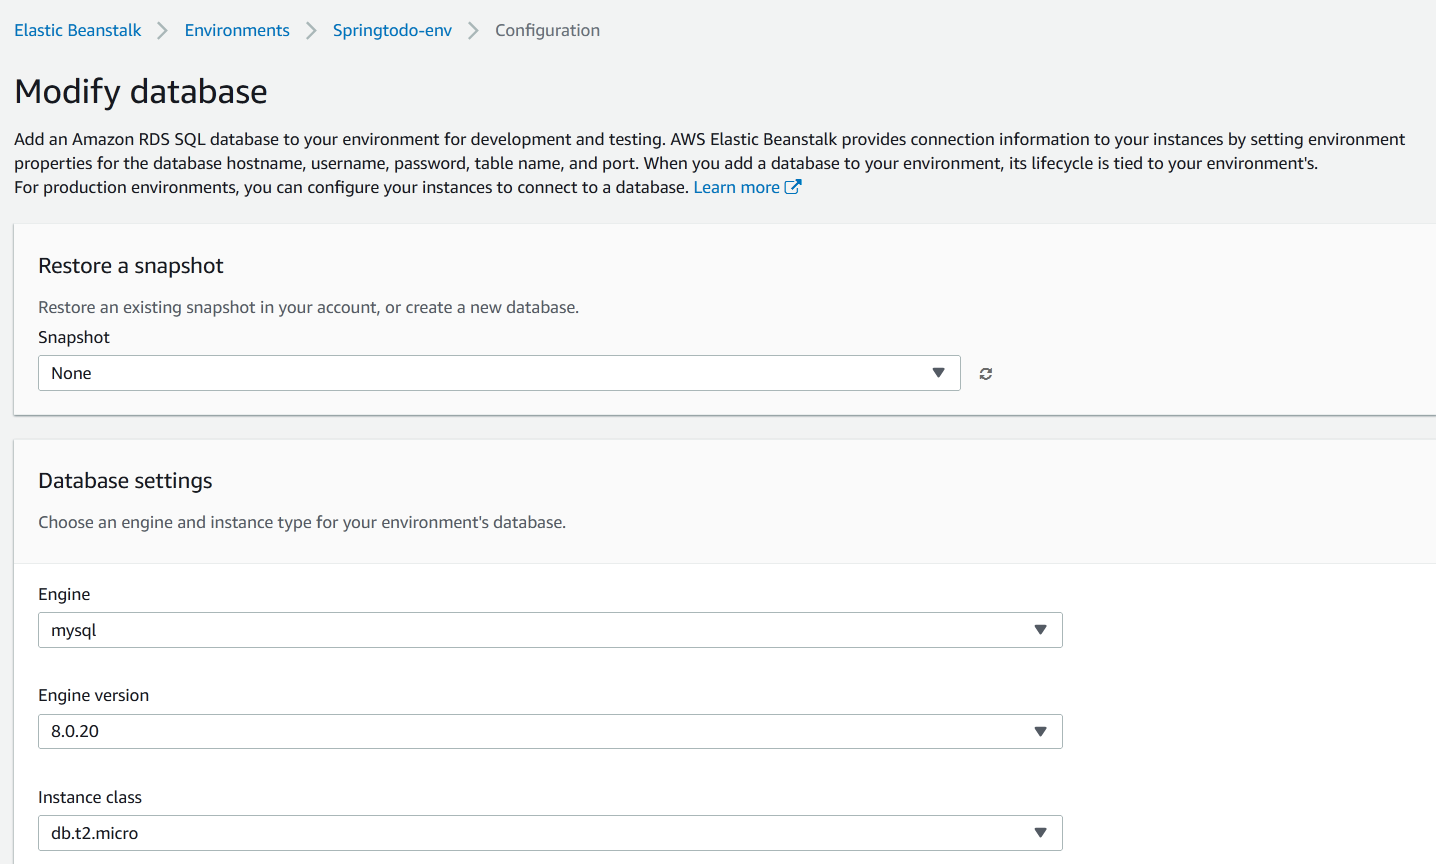 Elastic Beanstalk > Environments > Springtodo-env > Configuration
Modify database
Add an Amazon RDS SQL database to your environment for development and testing. AWS Elastic Beanstalk provides connection information to your instances by setting environment
properties for the database hostname, username, password, table name, and port. When you add a database to your environment, its lifecycle is tied to your environment's.
For production environments, you can configure your instances to connect to a database. Learn more
Restore a snapshot
Restore an existing snapshot in your account, or create a new database.
Snapshot
None
Database settings
Choose an engine and instance type for your environment's database.
Engine
mysql
Engine version
8.0.20
Instance class
db.t2.micro